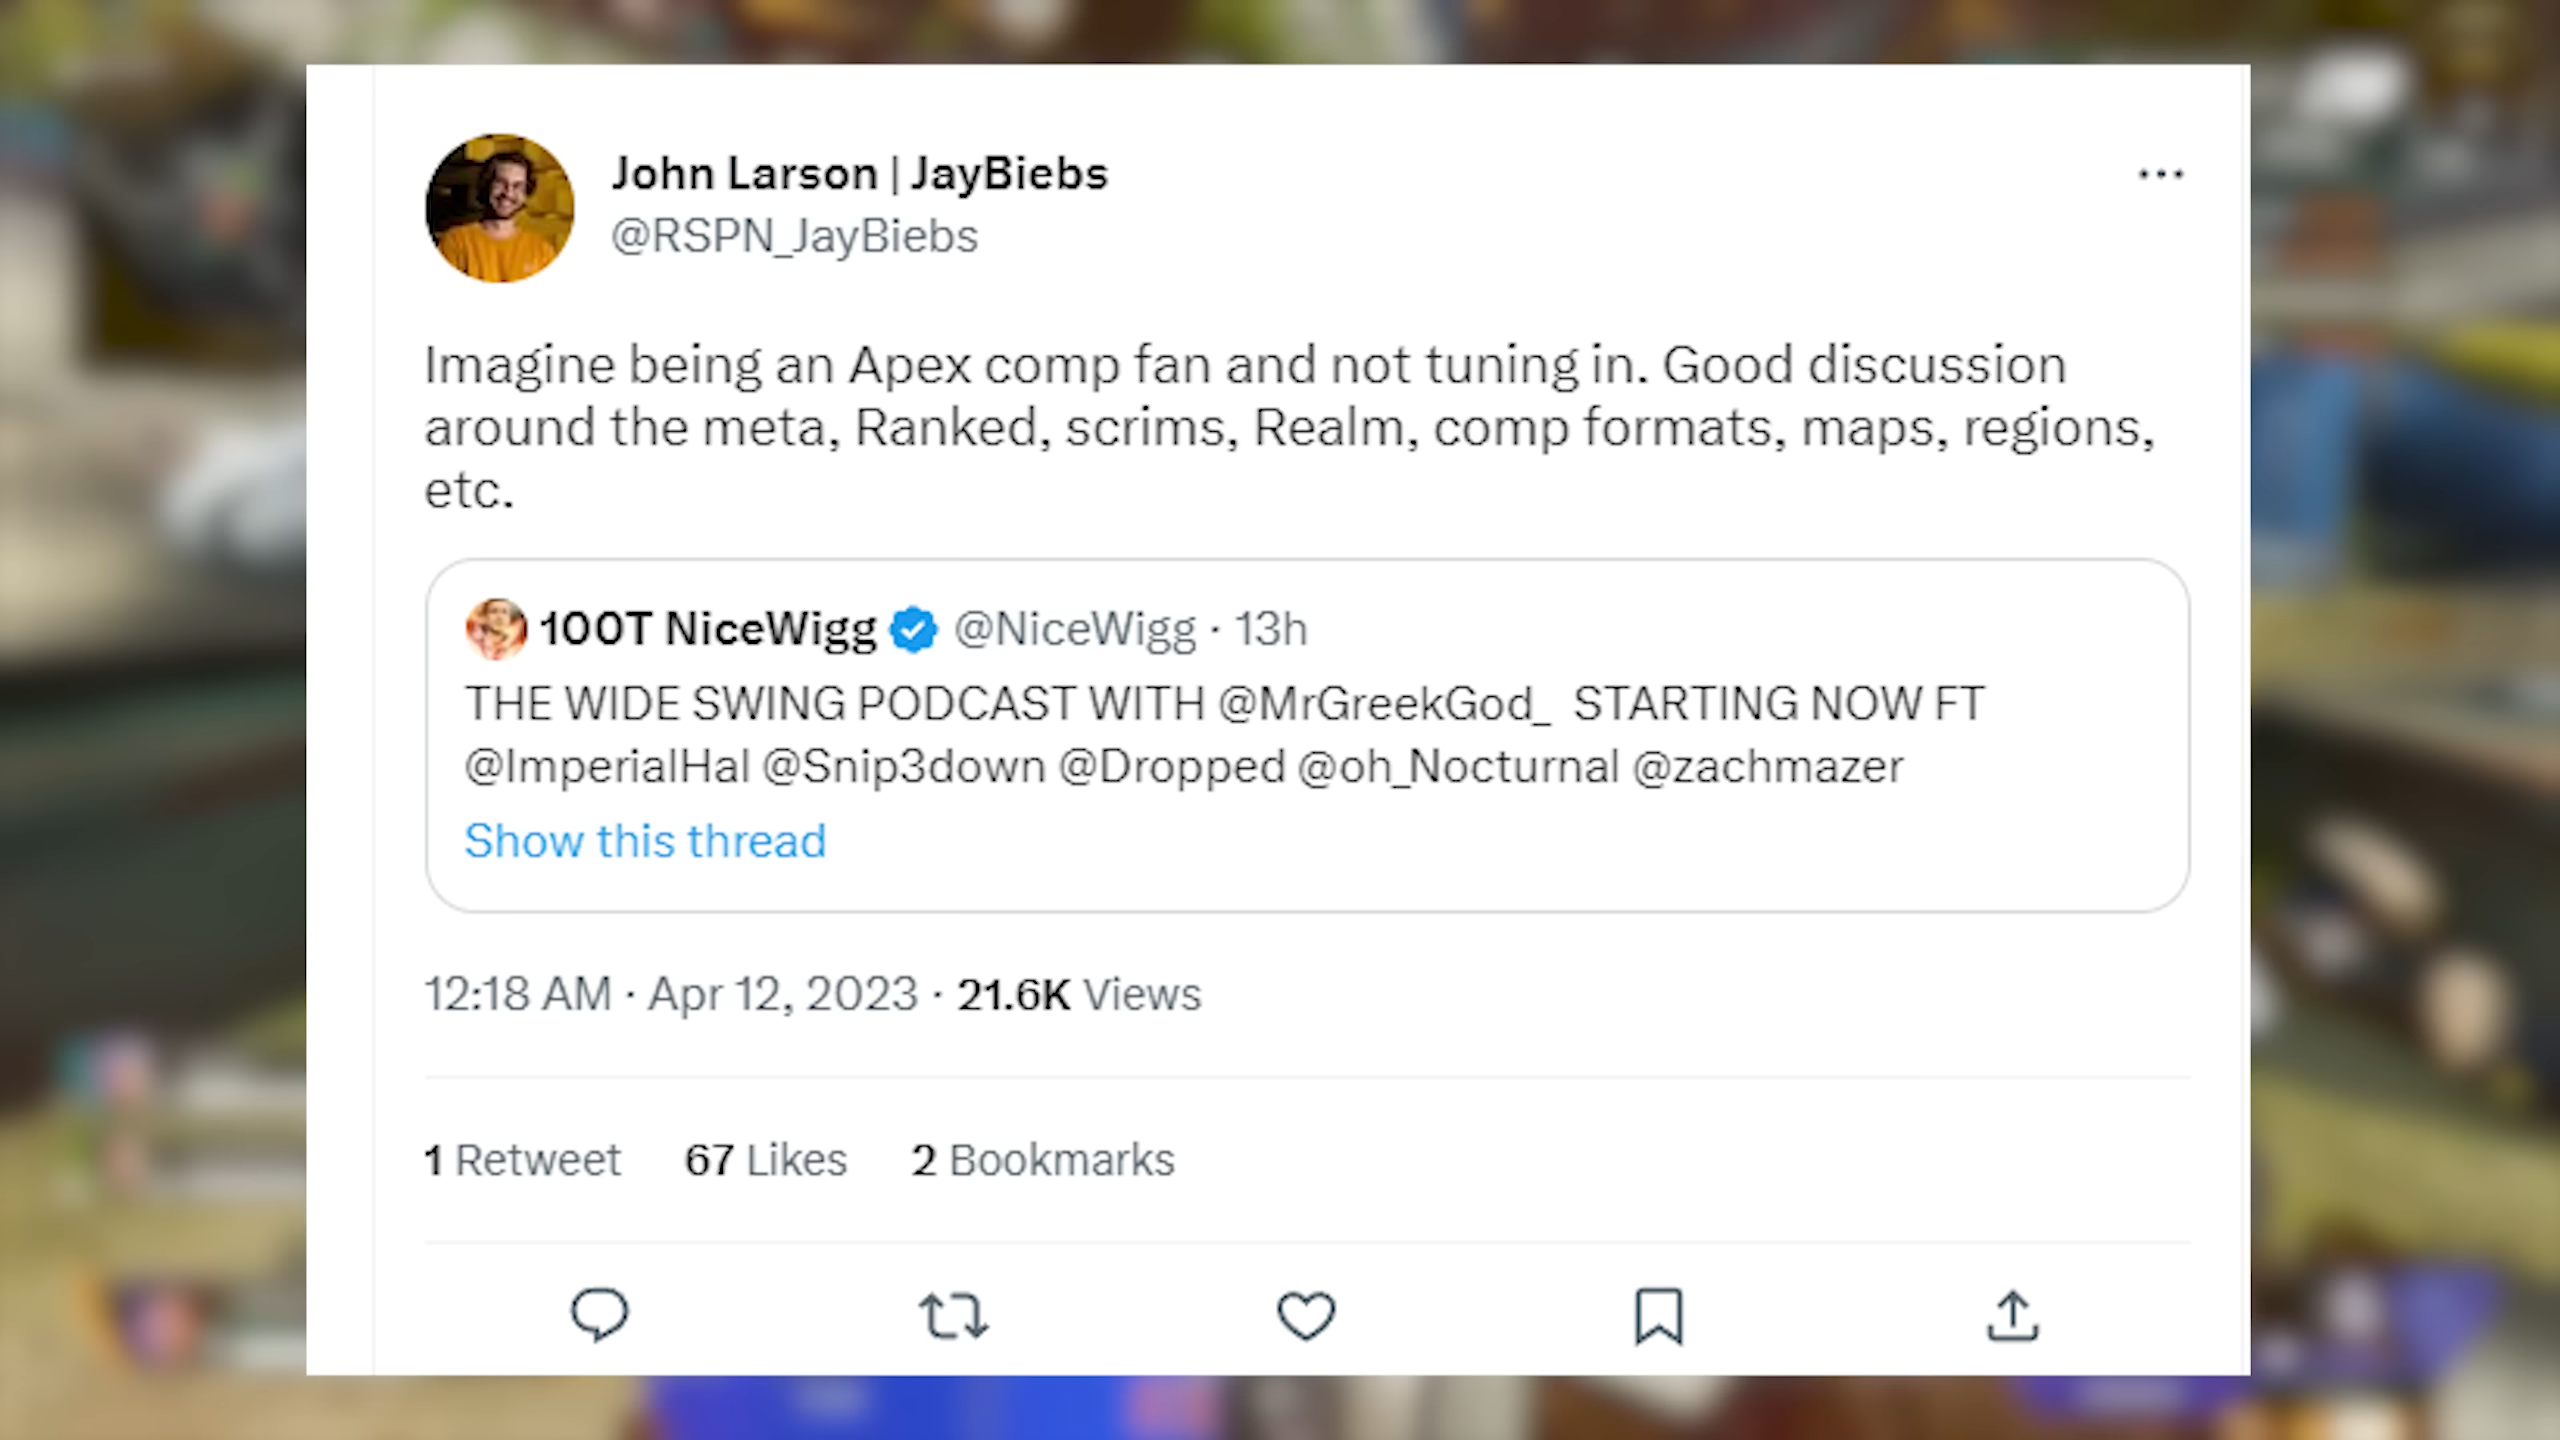 John Larson | JayBiebs
@RSPN_JayBiebs
Imagine being an Apex comp fan and not tuning in. Good discussion
around the meta, Ranked, scrims, Realm, comp formats, maps, regions,
etc.
100T NiceWigg @NiceWigg · 13h
THE WIDE SWING PODCAST WITH @MrGreekGod_ STARTING NOW FT
@ImperialHal @Snip3down @Dropped @oh_Nocturnal @zachmazer
Show this thread
12:18 AM · Apr 12, 2023 · 21.6K Views
1 Retweet 67 Likes 2 Bookmarks